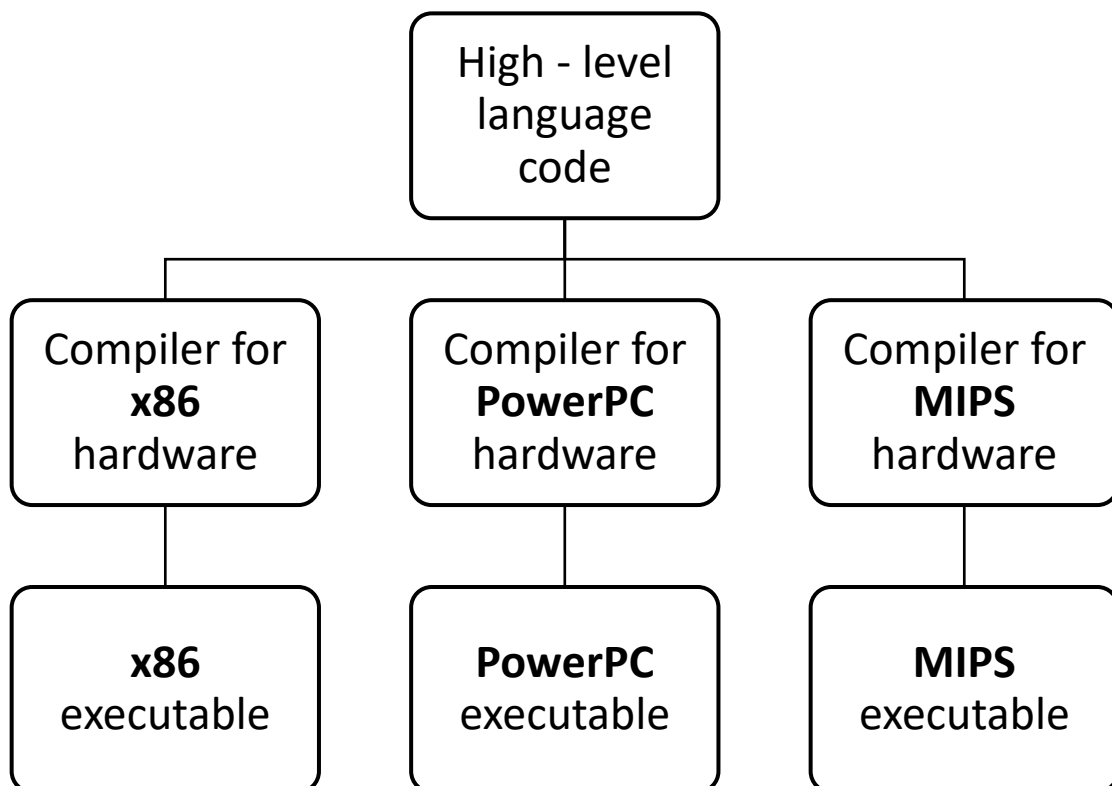 High - level
language
code
Compiler for
x86
hardware
Compiler for
PowerPC
hardware
Compiler for
MIPS
hardware
x86
executable
PowerPC
executable
MIPS
executable